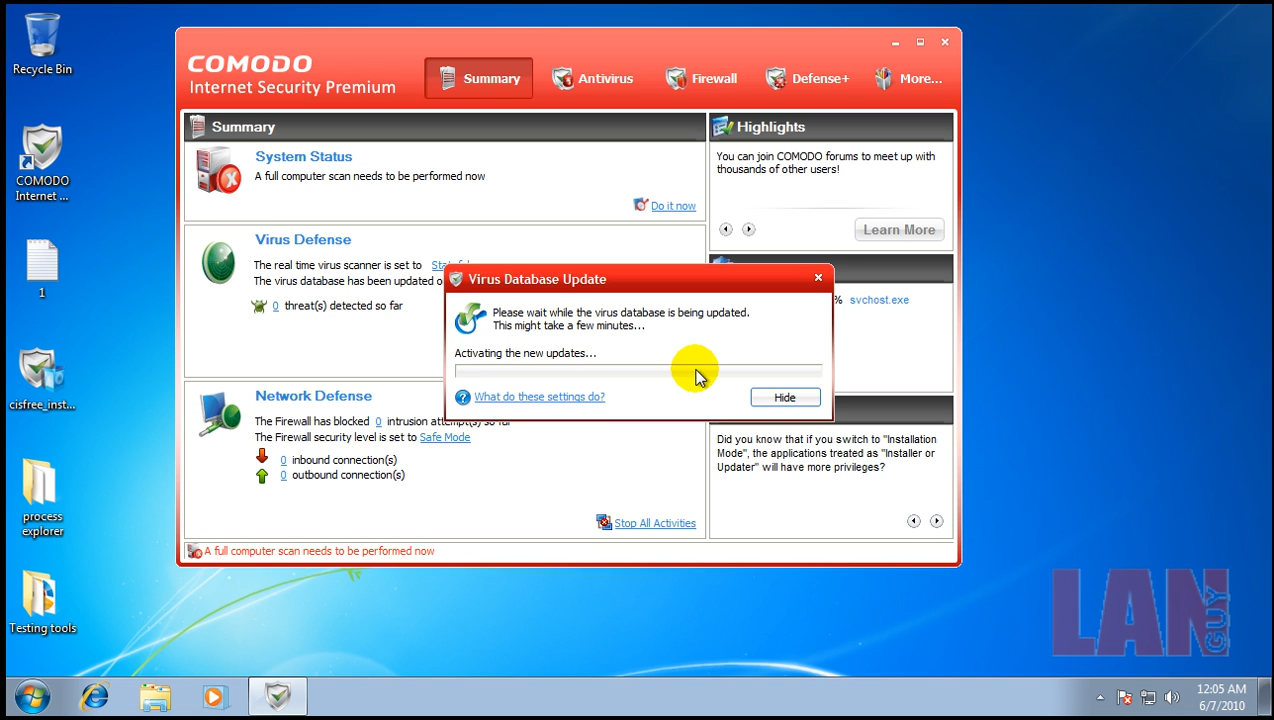 Recycle Bin
COMODO
Internet ...
1
cisfree_inst...
process
explorer
Testing tools
COMODO
Internet Security Premium
Summary
Antivirus
Firewall
Defense+
More...
Summary
System Status
A full computer scan needs to be performed now
Do it now
Virus Defense
The real time virus scanner is set to
The virus database has been updated
0 threat(s) detected so far
Network Defense
The Firewall has blocked 0 intrusion attempt(s) so far
The Firewall security level is set to Safe Mode
0 inbound connection(s)
0 outbound connection(s)
Stop All Activities
A full computer scan needs to be performed now
Highlights
You can join COMODO forums to meet up with
thousands of other users!
Learn More
% svchost.exe
Did you know that if you switch to "Installation
Mode", the applications treated as "Installer or
Updater" will have more privileges?
Virus Database Update
Please wait while the virus database is being updated.
This might take a few minutes...
Activating the new updates...
What do these settings do?
Hide
LAN
GUY
12:05 AM
6/7/2010